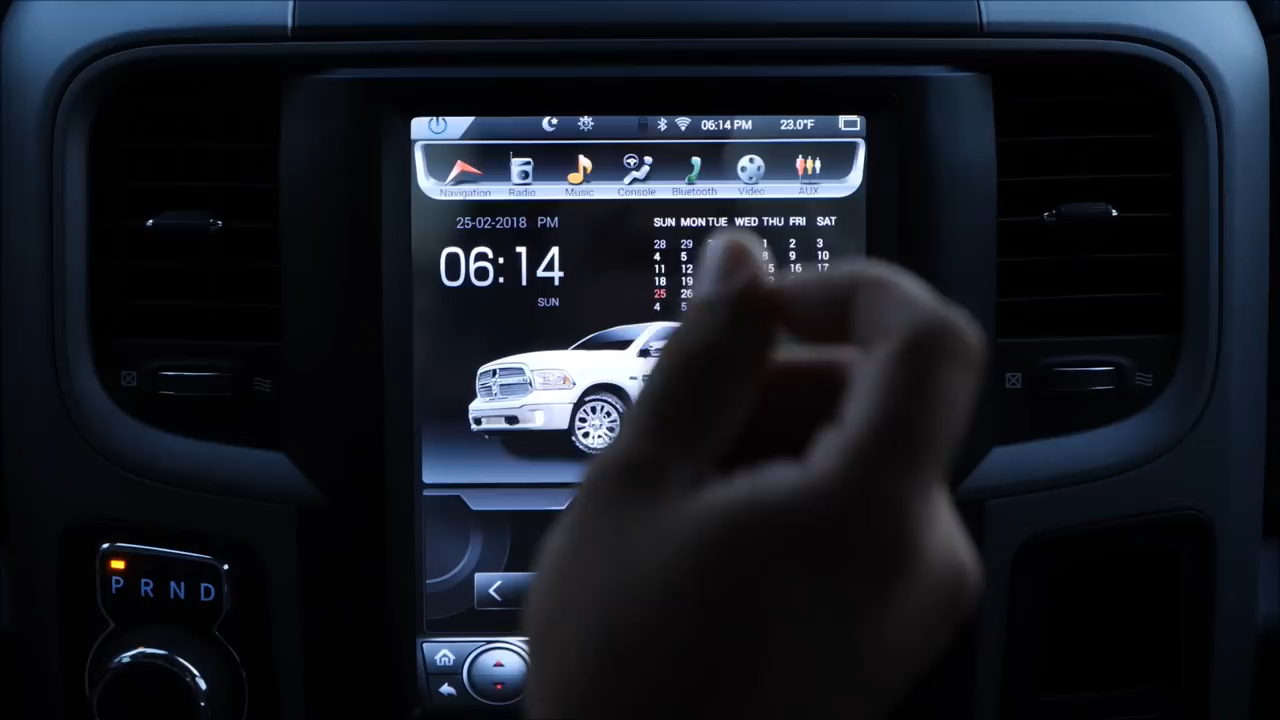 06:14 PM 23.0°F
Navigation Radio Music Console Bluetooth Video AUX
25-02-2018 PM
06:14
SUN
SUN MON TUE WED THU FRI SAT
28 29 1 2 3
4 5 8 9 10
11 12 16 17
18 19
25 26
4 5
P R N D